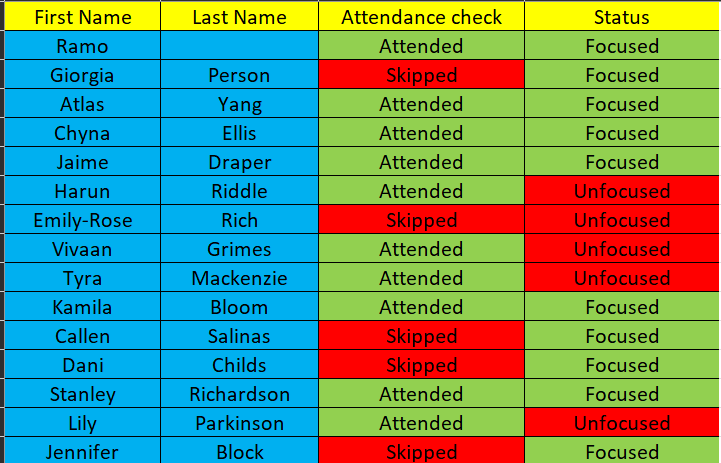 First Name Last Name Attendance check Status
Ramo Attended Focused
Giorgia Person Skipped Focused
Atlas Yang Attended Focused
Chyna Ellis Attended Focused
Jaime Draper Attended Focused
Harun Riddle Attended Unfocused
Emily-Rose Rich Skipped Unfocused
Vivaan Grimes Attended Unfocused
Tyra Mackenzie Attended Unfocused
Kamila Bloom Attended Focused
Callen Salinas Skipped Focused
Dani Childs Skipped Focused
Stanley Richardson Attended Focused
Lily Parkinson Attended Unfocused
Jennifer Block Skipped Focused